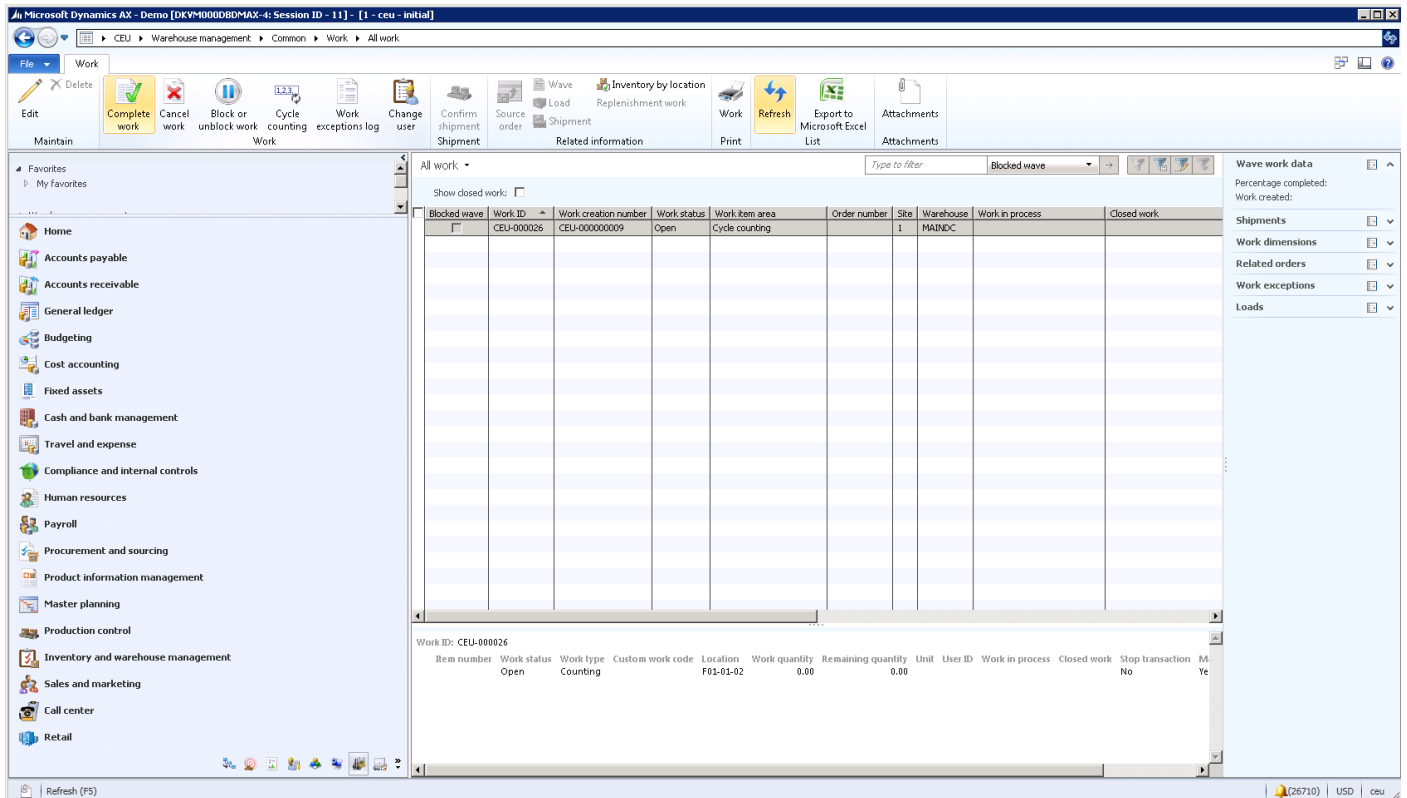 Microsoft Dynamics AX - Demo [DKVM000DBDMAX-4: Session ID - 11] - [1 - ceu - initial]
CEU Warehouse management Common Work All work
File Work
Edit
Delete
Maintain
Complete work
Cancel work
Block or unblock work
Cycle counting
Work exceptions log
Change user
Work
Confirm shipment
Shipment
Source order
Wave
Load
Shipment
Inventory by location
Replenishment work
Related information
Work
Print
Refresh
Export to Microsoft Excel
List
Attachments
Attachments
Favorites
My favorites
Home
Accounts payable
Accounts receivable
General ledger
Budgeting
Cost accounting
Fixed assets
Cash and bank management
Travel and expense
Compliance and internal controls
Human resources
Payroll
Procurement and sourcing
Product information management
Master planning
Production control
Inventory and warehouse management
Sales and marketing
Call center
Retail
All work
Type to filter
Blocked wave
Show closed work:
Blocked wave Work ID Work creation number Work status Work item area Order number Site Warehouse Work in process Closed work
CEU-000026 CEU-000000009 Open Cycle counting 1 MAINDC
Work ID: CEU-000026
Item number Work status Work type Custom work code Location Work quantity Remaining quantity Unit User ID Work in process Closed work Stop transaction
Open Counting F01-01-02 0.00 0.00 No Ye
Wave work data
Percentage completed:
Work created:
Shipments
Work dimensions
Related orders
Work exceptions
Loads
Refresh (F5)
(26710) USD ceu